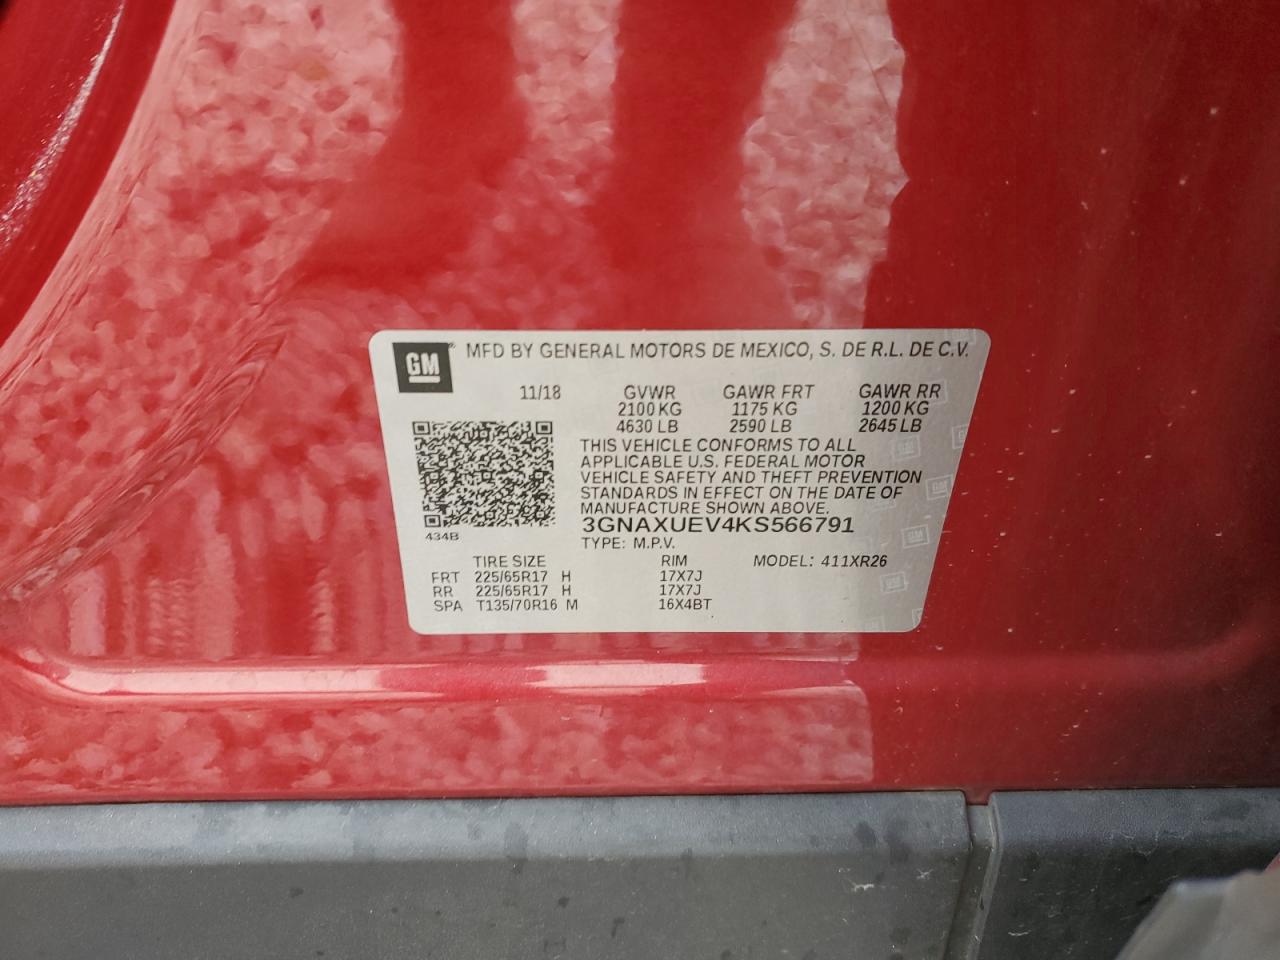 GM® MFD BY GENERAL MOTORS DE MEXICO, S. DE R.L. DE C.V.
11/18 GVWR GAWR FRT GAWR RR
2100 KG 1175 KG 1200 KG
4630 LB 2590 LB 2645 LB
THIS VEHICLE CONFORMS TO ALL
APPLICABLE U.S. FEDERAL MOTOR
VEHICLE SAFETY AND THEFT PREVENTION
STANDARDS IN EFFECT ON THE DATE OF
MANUFACTURE SHOWN ABOVE.
3GNAXUEV4KS566791
434B
TYPE: M.P.V.
TIRE SIZE RIM MODEL: 411XR26
FRT 225/65R17 H 17X7J
RR 225/65R17 H 17X7J
SPA T135/70R16 M 16X4BT